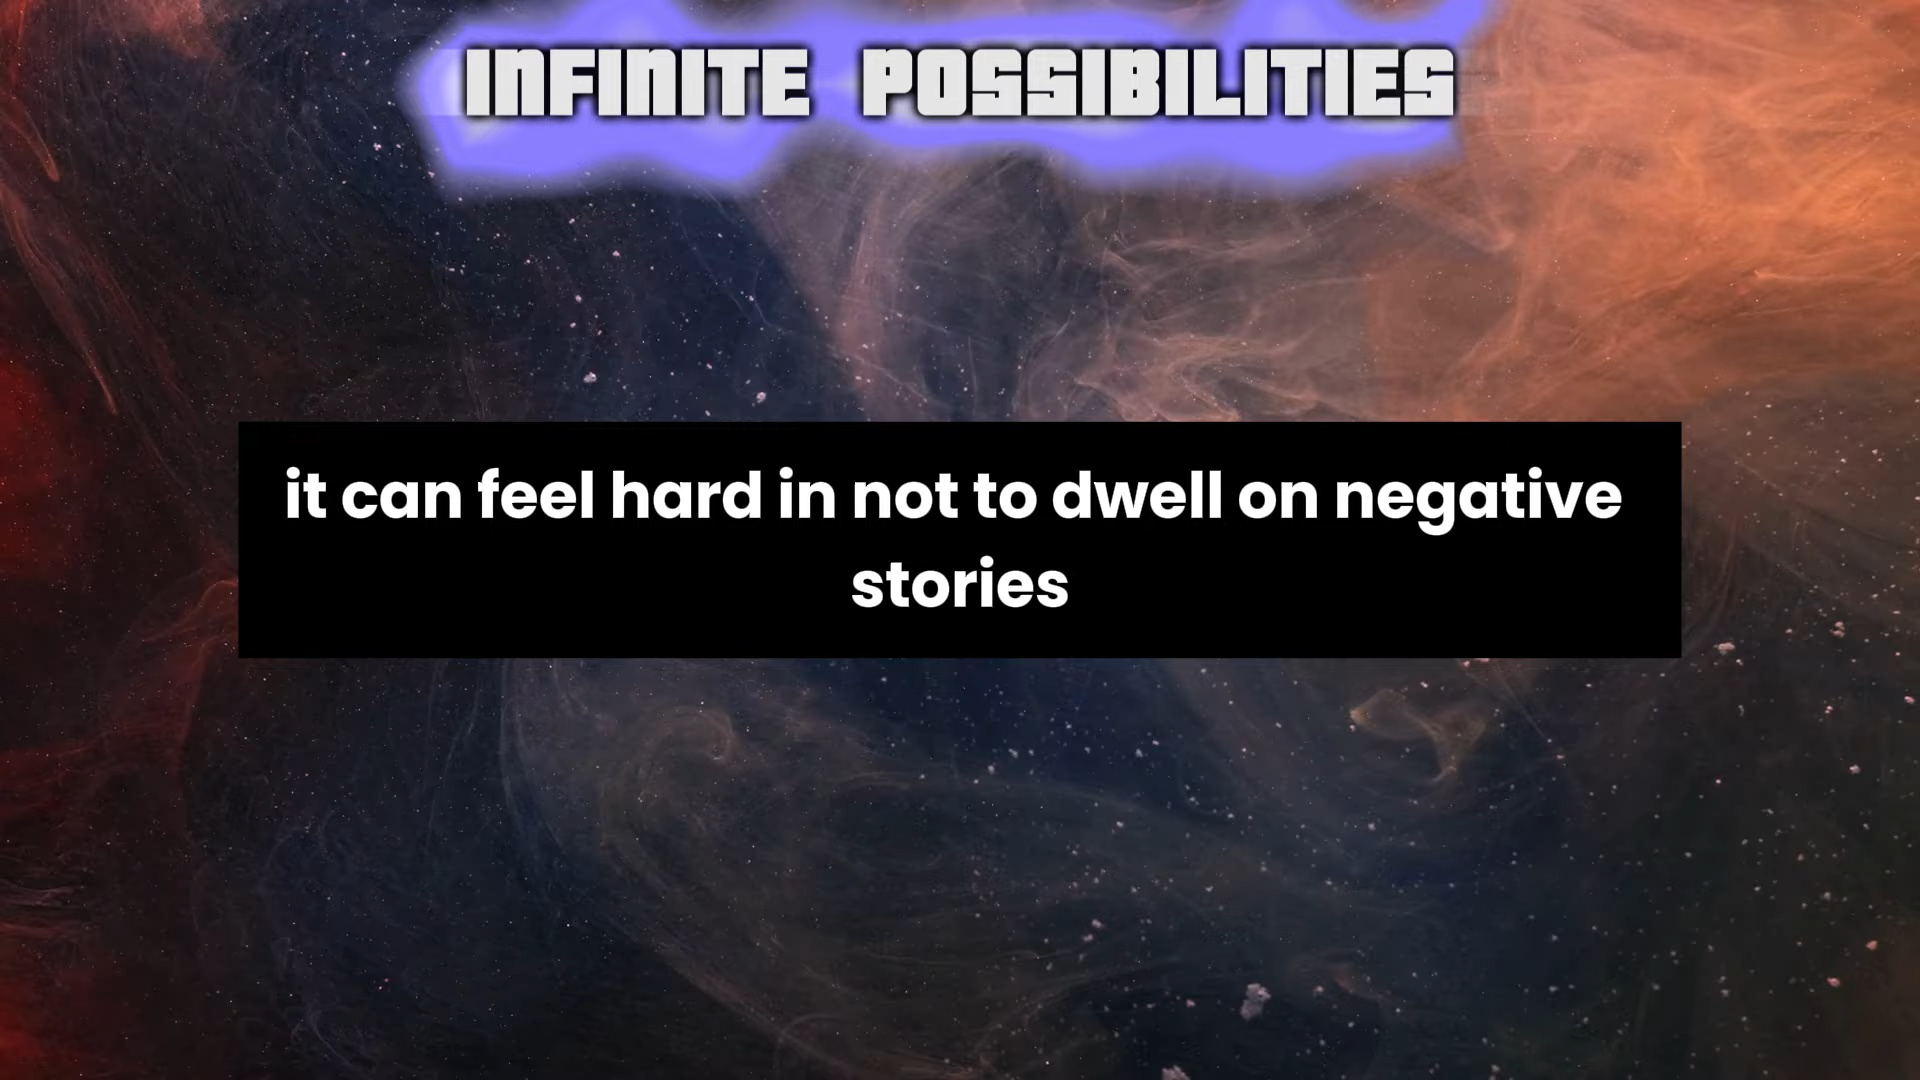 INFINITE POSSIBILITIES
it can feel hard in not to dwell on negative
stories